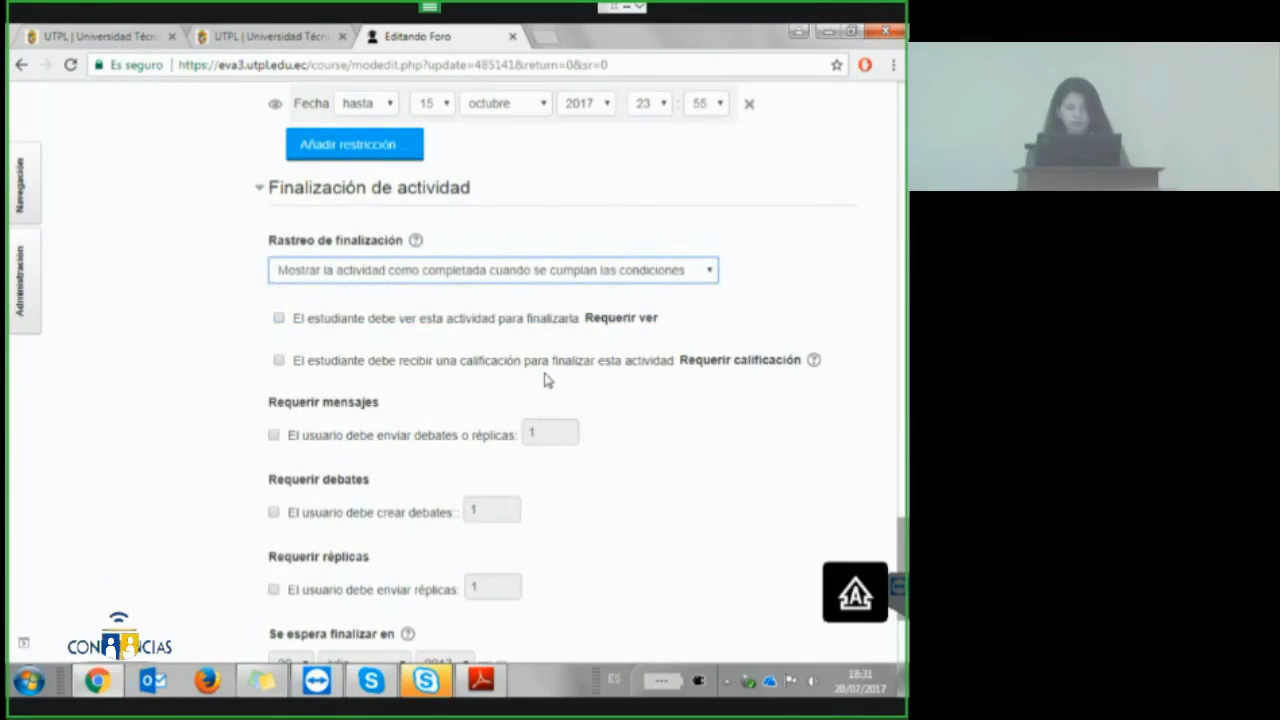 UTPL | Universidad Técni
UTPL | Universidad Técni
Editando Foro
Es seguro
https://eva3.utpl.edu.ec/course/modedit.php?update=485141&return=0&sr=0
Fecha hasta 15 octubre 2017 23 : 55
Añadir restricción
Navegación
Administración
Finalización de actividad
Rastreo de finalización
Mostrar la actividad como completada cuando se cumplan las condiciones
El estudiante debe ver esta actividad para finalizarla Requerir ver
El estudiante debe recibir una calificación para finalizar esta actividad Requerir calificación
Requerir mensajes
El usuario debe enviar debates o réplicas: 1
Requerir debates
El usuario debe crear debates:: 1
Requerir réplicas
El usuario debe enviar réplicas: 1
Se espera finalizar en
ES
18:31
20/07/2017